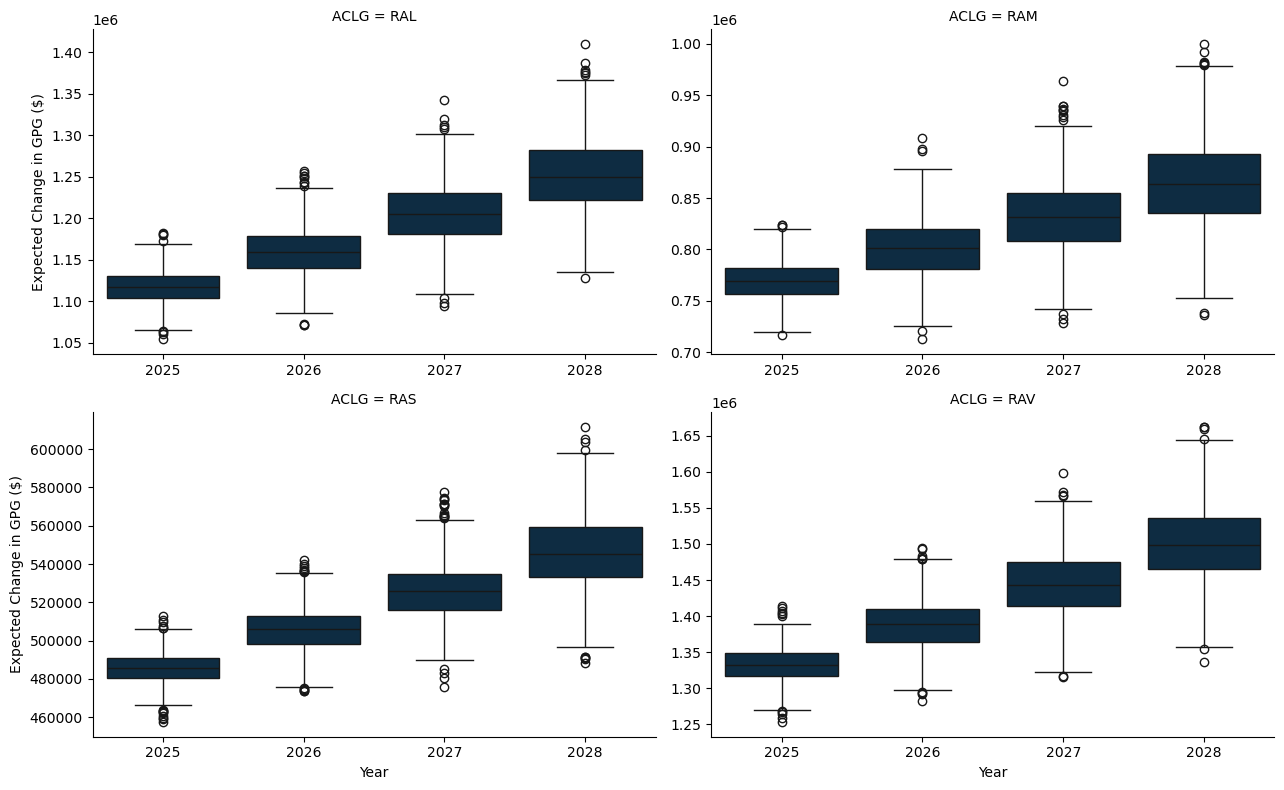 ACLG = RAL
1e6
1.40
1.35
1.30
1.25
1.20
1.15
1.10
1.05
Expected Change in GPG ($)
2025 2026 2027 2028
ACLG = RAM
1e6
1.00
0.95
0.90
0.85
0.80
0.75
0.70
2025 2026 2027 2028
ACLG = RAS
600000
580000
560000
540000
520000
500000
480000
460000
Expected Change in GPG ($)
2025 2026 2027 2028
Year
ACLG = RAV
1e6
1.65
1.60
1.55
1.50
1.45
1.40
1.35
1.30
1.25
2025 2026 2027 2028
Year